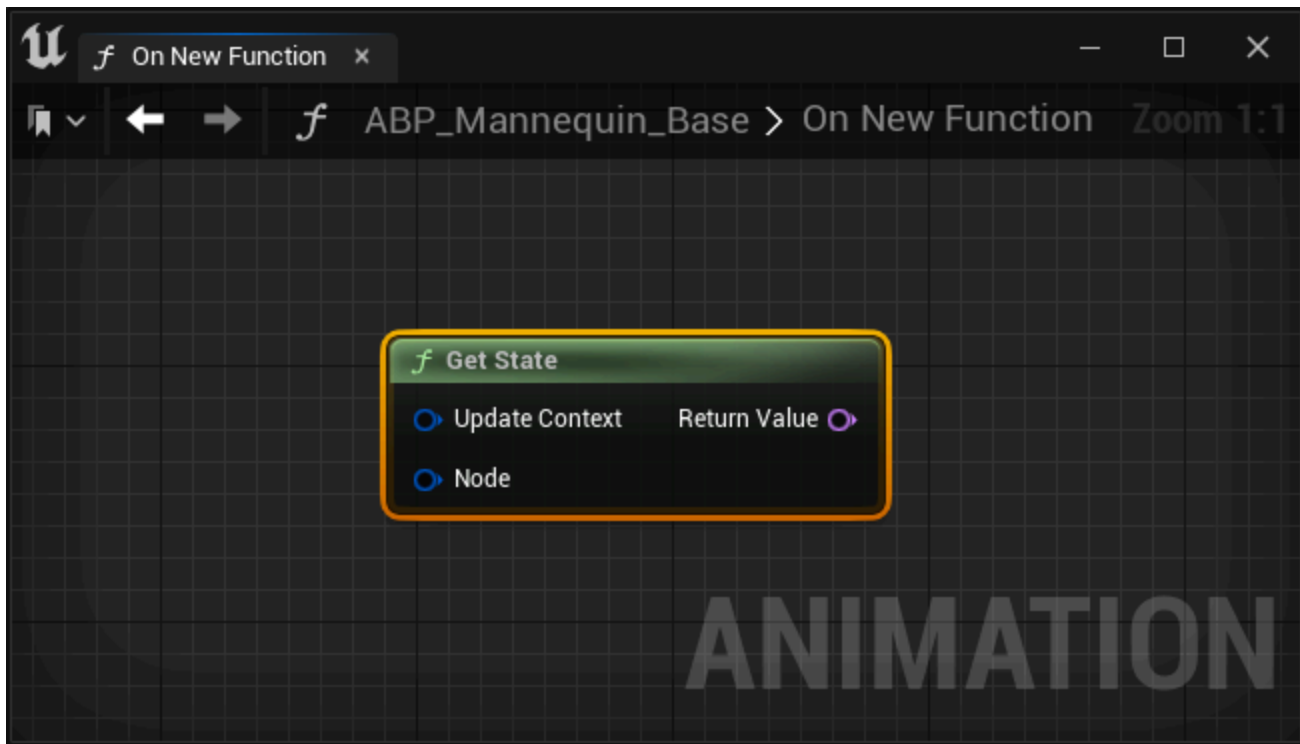 On New Function
ABP_Mannequin_Base > On New Function Zoom 1:1
Get State
Update Context Return Value
Node
ANIMATION